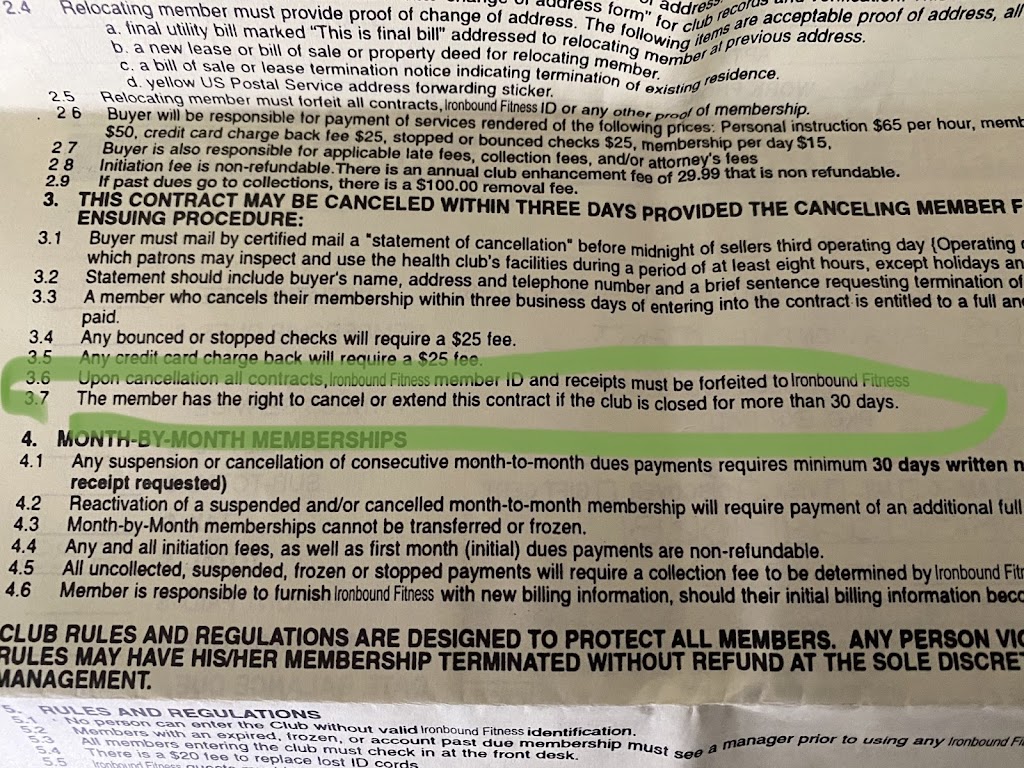 2.4 Relocating member must provide proof of change of address. The following items are acceptable proof of address, all
address form" for club records
a. final utility bill marked "This is final bill" addressed to relocating member at previous address.
b. a new lease or bill of sale or property deed for relocating member.
c. a bill of sale or lease termination notice indicating termination of existing residence.
d. yellow US Postal Service address forwarding sticker.
2.5 Relocating member must forfeit all contracts, Ironbound Fitness ID or any other proof of membership.
2 6 Buyer will be responsible for payment of services rendered of the following prices: Personal instruction $65 per hour, memb
$50, credit card charge back fee $25, stopped or bounced checks $25, membership per day $15,
2 7 Buyer is also responsible for applicable late fees, collection fees, and/or attorney's fees
2 8 Initiation fee is non-refundable.There is an annual club enhancement fee of 29.99 that is non refundable.
2.9 If past dues go to collections, there is a $100.00 removal fee.
3. THIS CONTRACT MAY BE CANCELED WITHIN THREE DAYS PROVIDED THE CANCELING MEMBER F
ENSUING PROCEDURE:
3.1 Buyer must mail by certified mail a "statement of cancellation" before midnight of sellers third operating day {Operating
which patrons may inspect and use the health club's facilities during a period of at least eight hours, except holidays an
3.2 Statement should include buyer's name, address and telephone number and a brief sentence requesting termination of
3.3 A member who cancels their membership within three business days of entering into the contract is entitled to a full an
paid.
3.4 Any bounced or stopped checks will require a $25 fee.
3.5 Any credit card charge back will require a $25 fee.
3.6 Upon cancellation all contracts, Ironbound Fitness member ID and receipts must be forfeited to Ironbound Fitness
3.7 The member has the right to cancel or extend this contract if the club is closed for more than 30 days.
4. MONTH-BY-MONTH MEMBERSHIPS
4.1 Any suspension or cancellation of consecutive month-to-month dues payments requires minimum 30 days written n
receipt requested)
4.2 Reactivation of a suspended and/or cancelled month-to-month membership will require payment of an additional full
4.3 Month-by-Month memberships cannot be transferred or frozen.
4.4 Any and all initiation fees, as well as first month (initial) dues payments are non-refundable.
4.5 All uncollected, suspended, frozen or stopped payments will require a collection fee to be determined by Ironbound Fitn
4.6 Member is responsible to furnish Ironbound Fitness with new billing information, should their initial billing information beco
CLUB RULES AND REGULATIONS ARE DESIGNED TO PROTECT ALL MEMBERS. ANY PERSON VIO
RULES MAY HAVE HIS/HER MEMBERSHIP TERMINATED WITHOUT REFUND AT THE SOLE DISCRET
MANAGEMENT.
5. RULES AND REGULATIONS
5.1 No person can enter the Club without valid Ironbound Fitness identification.
5.2 Members with an expired, frozen, or account past due membership must see a manager prior to using any Ironbound Fi
5.3 All members entering the club must check in at the front desk.
5.4 There is a $20 fee to replace lost ID cords
5.5 Ironbound Fitness